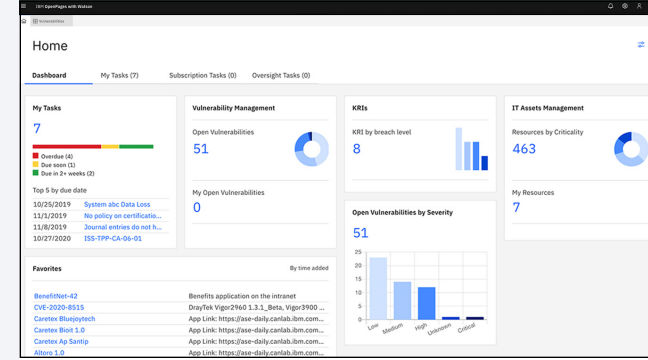 IBM OpenPages with Watson
Vulnerabilities
Home
Dashboard
My Tasks (7)
Subscription Tasks (0)
Oversight Tasks (0)
My Tasks
7
Overdue (4)
Due soon (1)
Due in 2+ weeks (2)
Top 5 by due date
10/25/2019 System abc Data Loss
11/1/2019 No policy on certificatio...
11/8/2019 Journal entries do not h...
10/27/2020 ISS-TPP-CA-06-01
Vulnerability Management
Open Vulnerabilities
51
My Open Vulnerabilities
0
KRIs
KRI by breach level
8
IT Assets Management
Resources by Criticality
463
My Resources
7
Open Vulnerabilities by Severity
51
25
20
15
10
5
0
Low Medium High Unknown Critical
Favorites By time added
BenefitNet-42 Benefits application on the intranet
CVE-2020-8515 DrayTek Vigor2960 1.3.1_Beta, Vigor3900 ...
Caretex Bluejoytech App Link: https://ase-daily.canlab.ibm.com...
Caretex Bioit 1.0 App Link: https://ase-daily.canlab.ibm.com...
Caretex Ap Santip App Link: https://ase-daily.canlab.ibm.com...
Altoro 1.0 App Link: https://ase-daily.canlab.ibm.com...